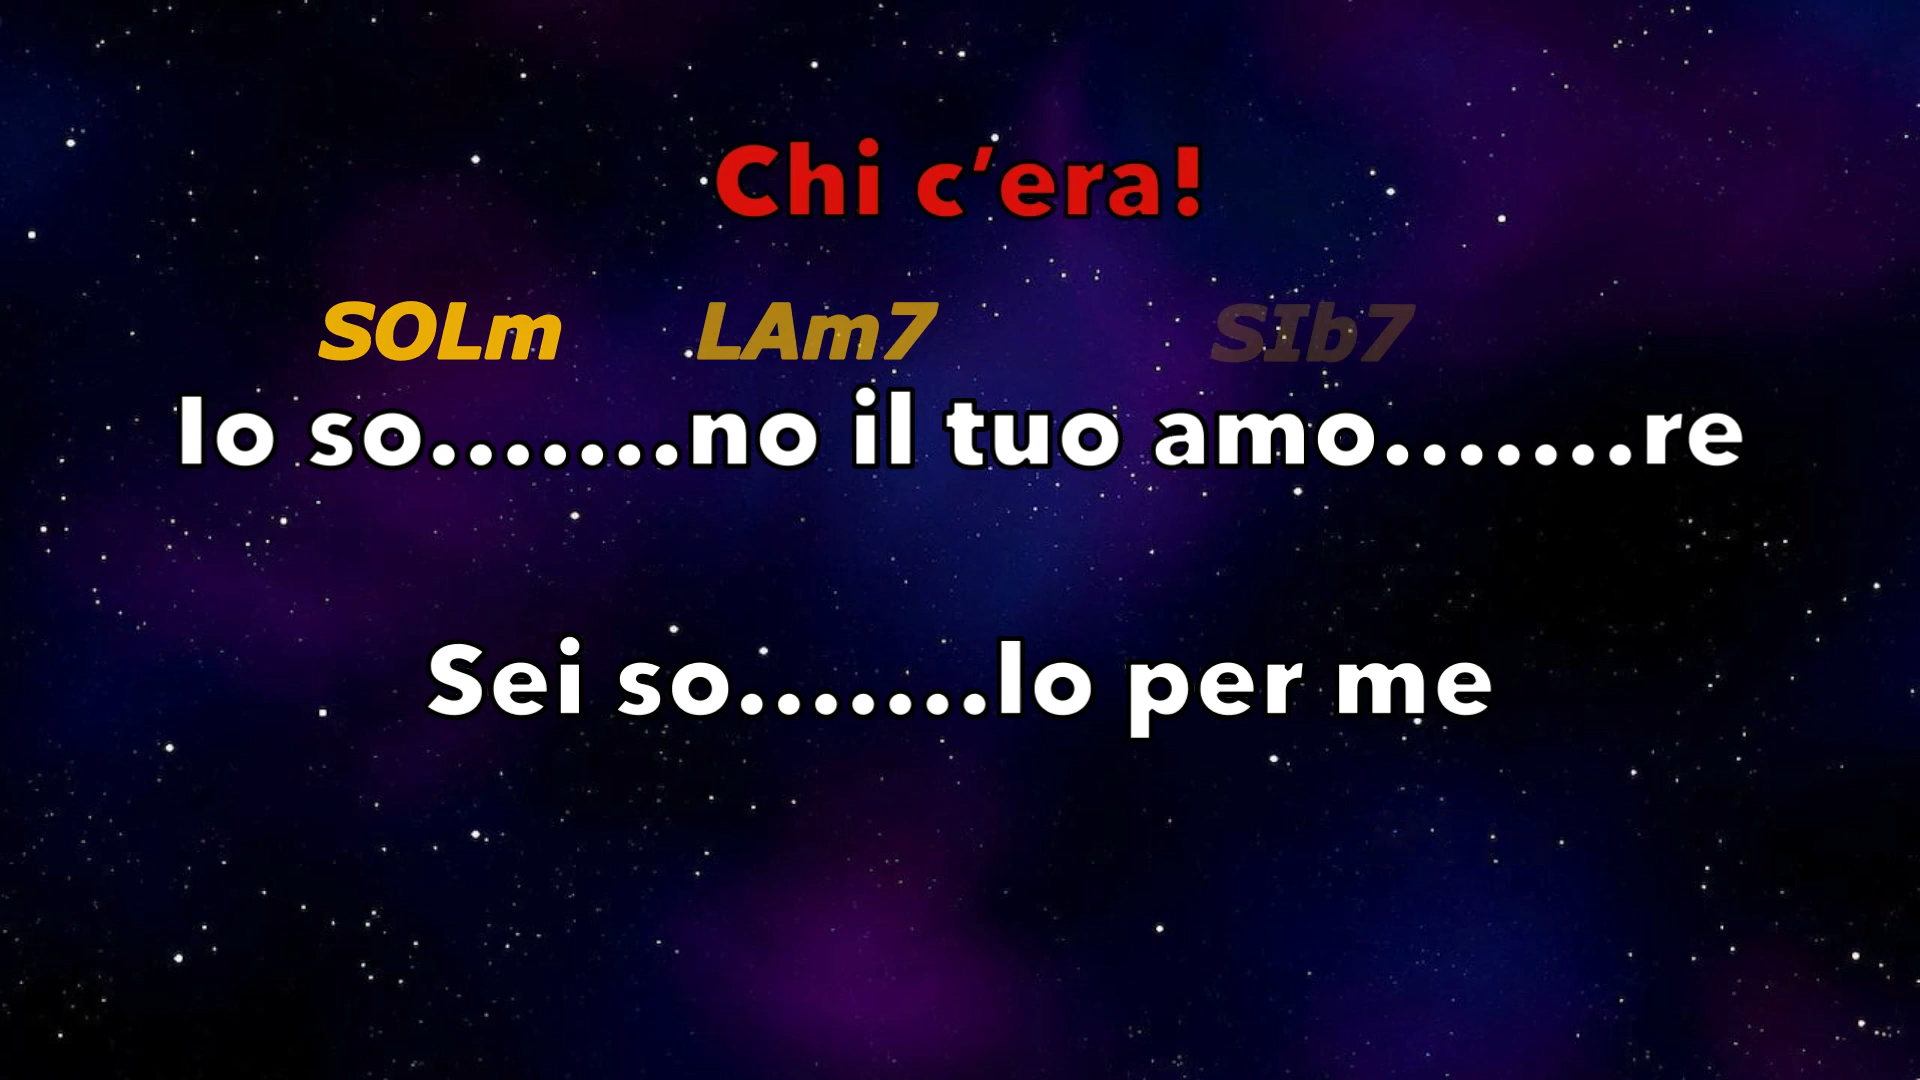 Chi c’era!
SOLm LAm7 SIb7
Io so.......no il tuo amo.......re
Sei so.......lo per me